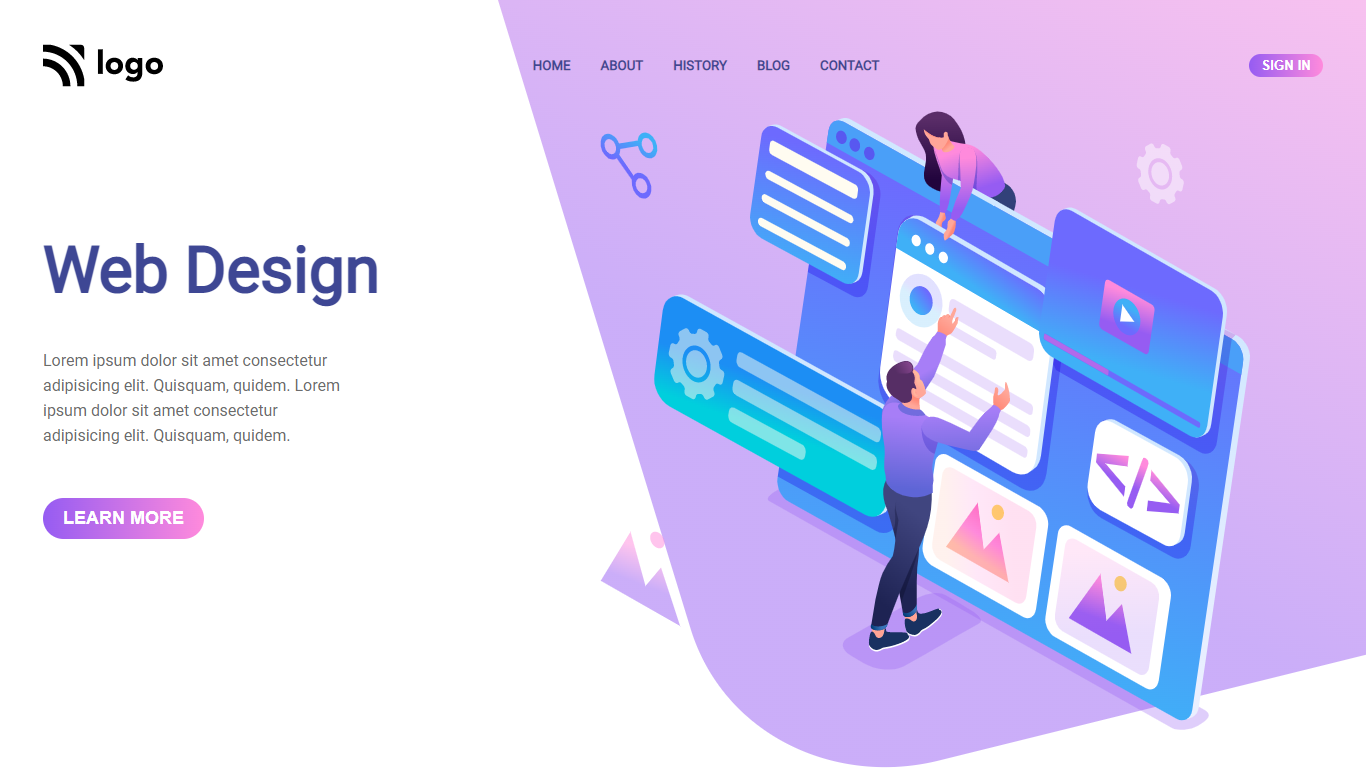 logo
HOME ABOUT HISTORY BLOG CONTACT
SIGN IN
Web Design
Lorem ipsum dolor sit amet consectetur
adipisicing elit. Quisquam, quidem. Lorem
ipsum dolor sit amet consectetur
adipisicing elit. Quisquam, quidem.
LEARN MORE
</>